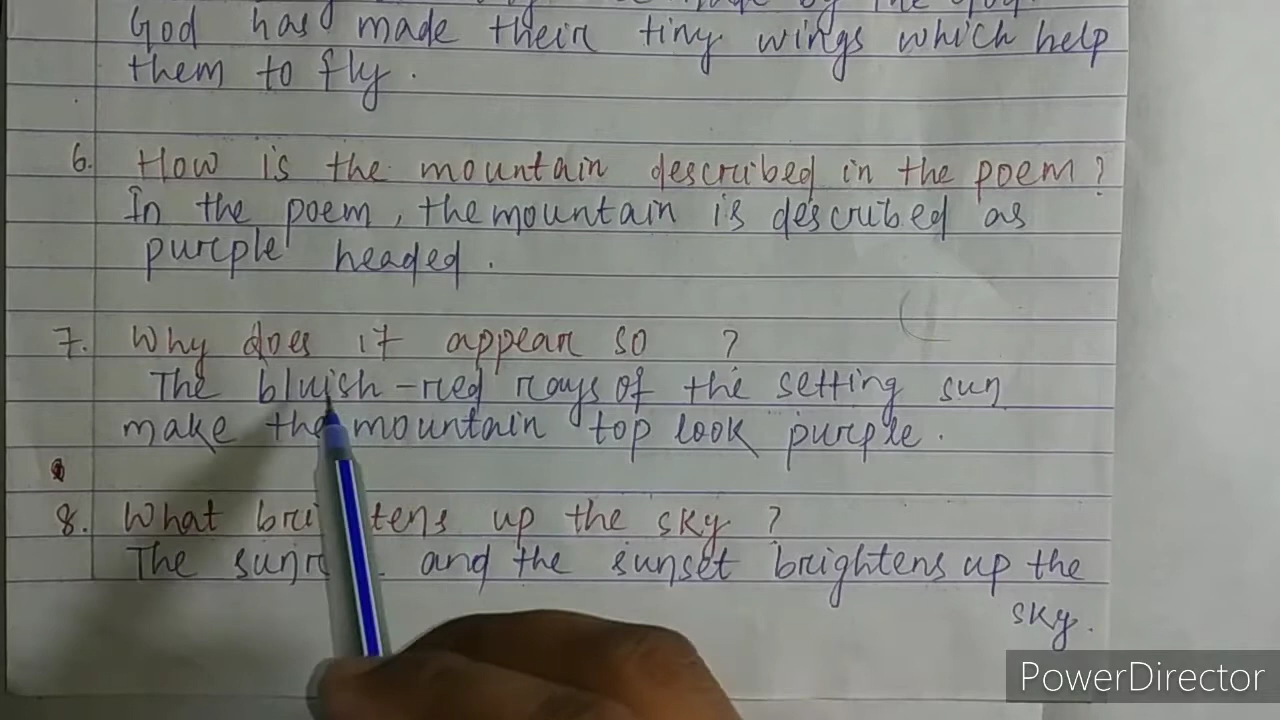 God has made their tiny wings which help
them to fly.
6. How is the mountain described in the poem?
In the poem, the mountain is described as
purple headed.
7. Why does it appear so ?
The bluish-red rays of the setting sun
make the mountain top look purple.
8. What up the sky ?
The and the sunset brightens up the
sky.
PowerDirector